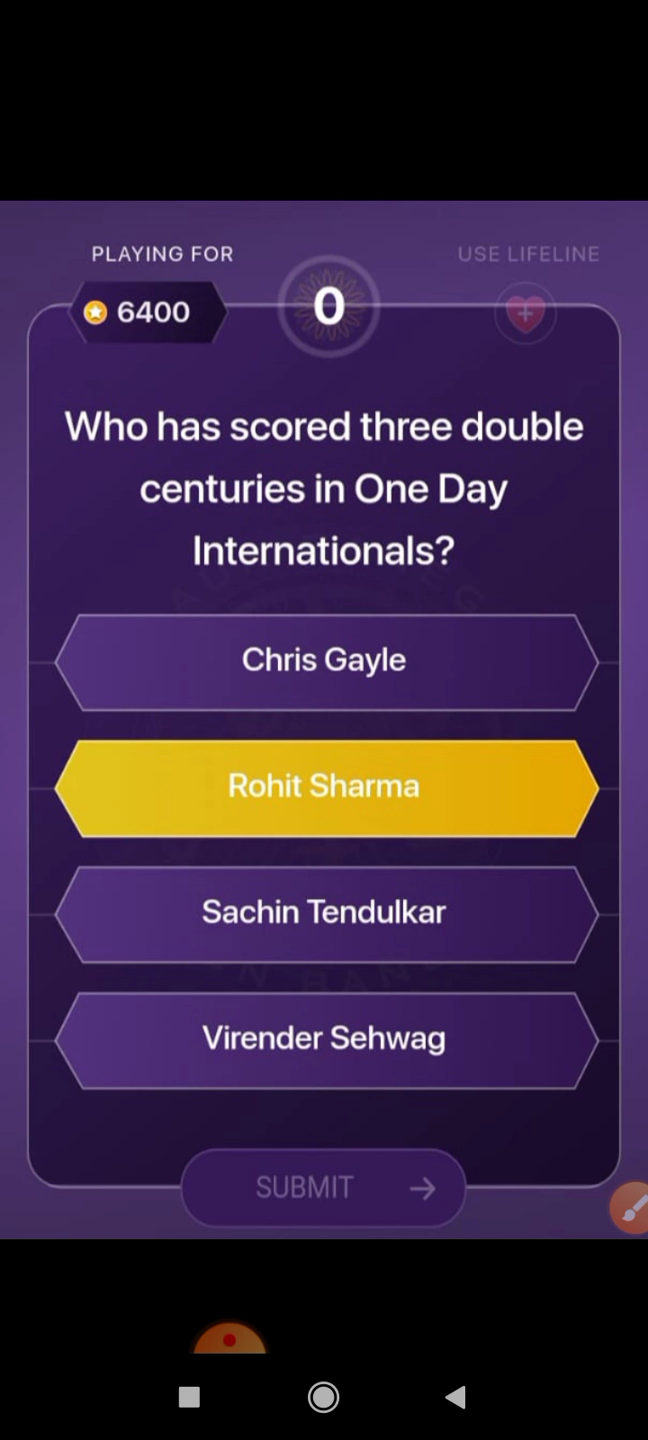 PLAYING FOR
USE LIFELINE
6400
0
Who has scored three double
centuries in One Day
Internationals?
Chris Gayle
Rohit Sharma
Sachin Tendulkar
Virender Sehwag
SUBMIT